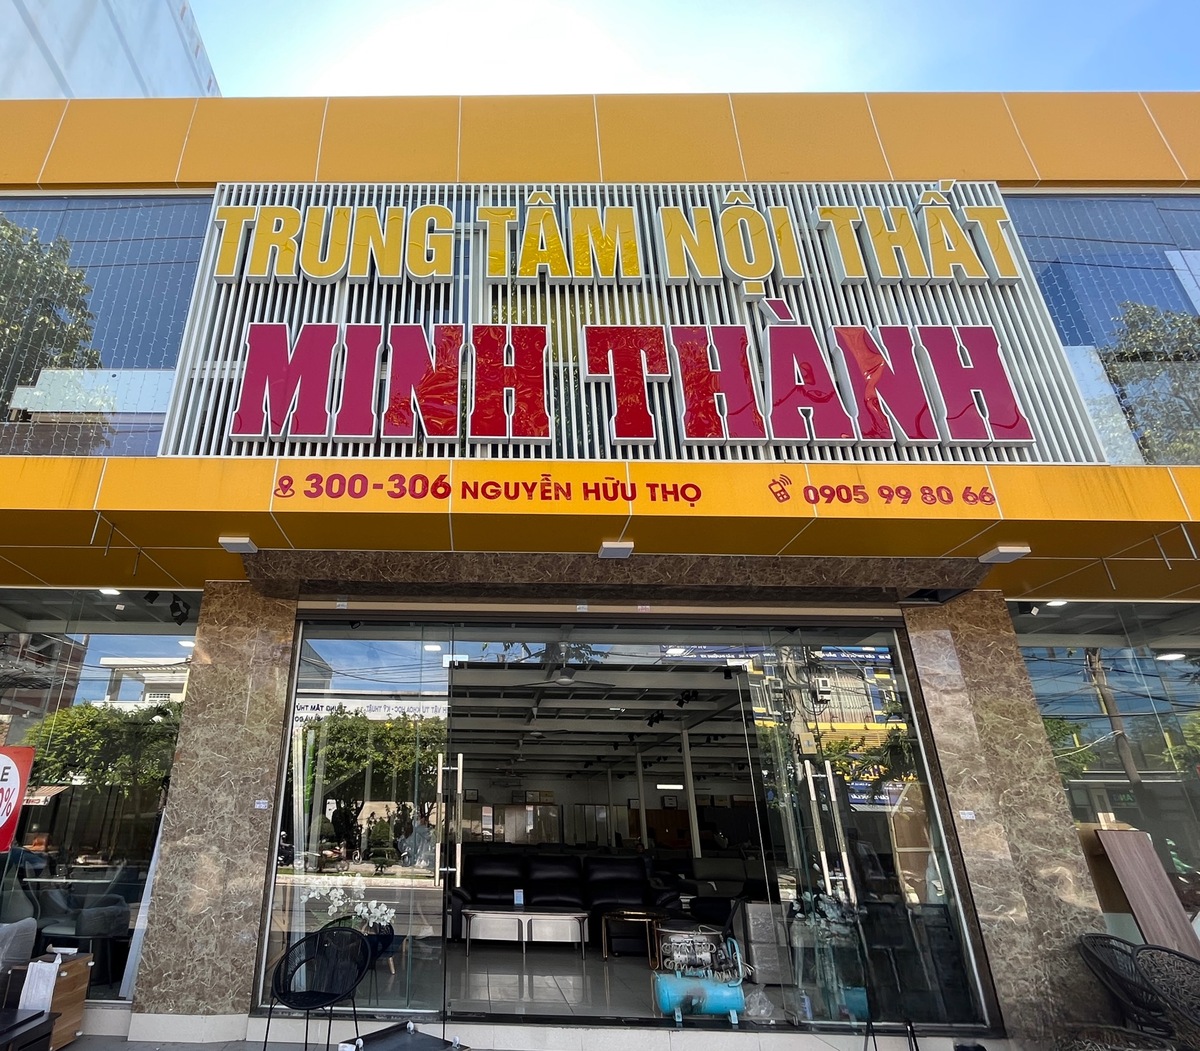 TRUNG TÂM NỘI THẤT
MINH THÀNH
300-306 NGUYỄN HỮU THỌ
0905 99 80 66